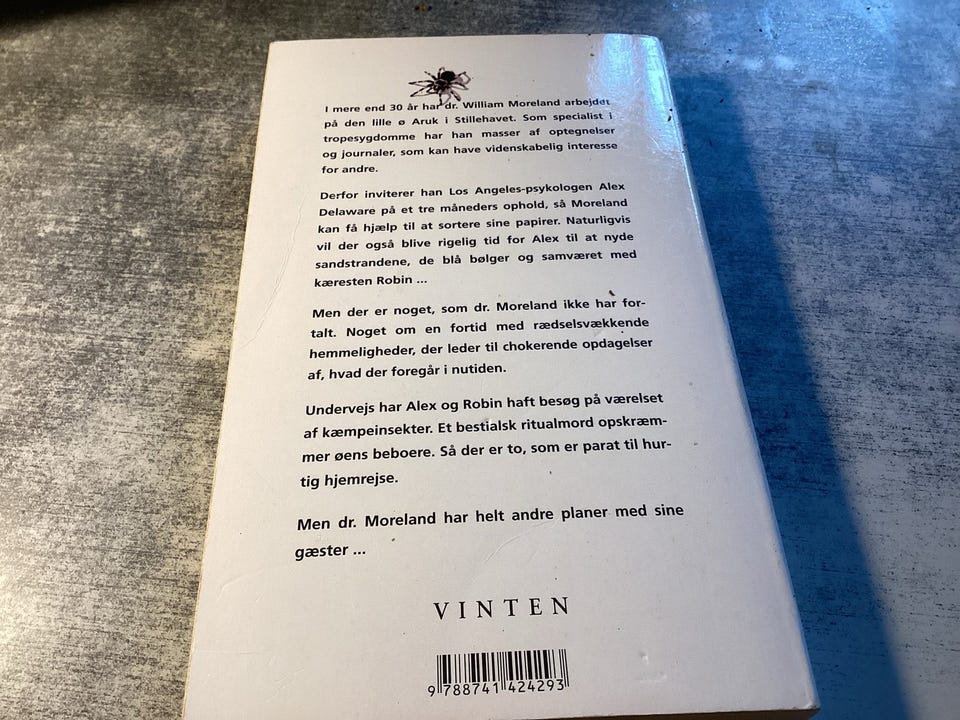 I mere end 30 år har dr. William Moreland arbejdet
på den lille ø Aruk i Stillehavet. Som specialist i
tropesygdomme har han masser af optegnelser
og journaler, som kan have videnskabelig interesse
for andre.
Derfor inviterer han Los Angeles-psykologen Alex
Delaware på et tre måneders ophold, så Moreland
kan få hjælp til at sortere sine papirer. Naturligvis
vil der også blive rigelig tid for Alex til at nyde
sandstrandene, de blå bølger og samværet med
kæresten Robin ...
Men der er noget, som dr. Moreland ikke har for-
talt. Noget om en fortid med rædselsvækkende
hemmeligheder, der leder til chokerende opdagelser
af, hvad der foregår i nutiden.
Undervejs har Alex og Robin haft besøg på værelset
af kæmpeinsekter. Et bestialsk ritualmord opskræm-
mer øens beboere. Så der er to, som er parat til hur-
tig hjemrejse.
Men dr. Moreland har helt andre planer med sine
gæster ...
VINTEN
9 788741 424293